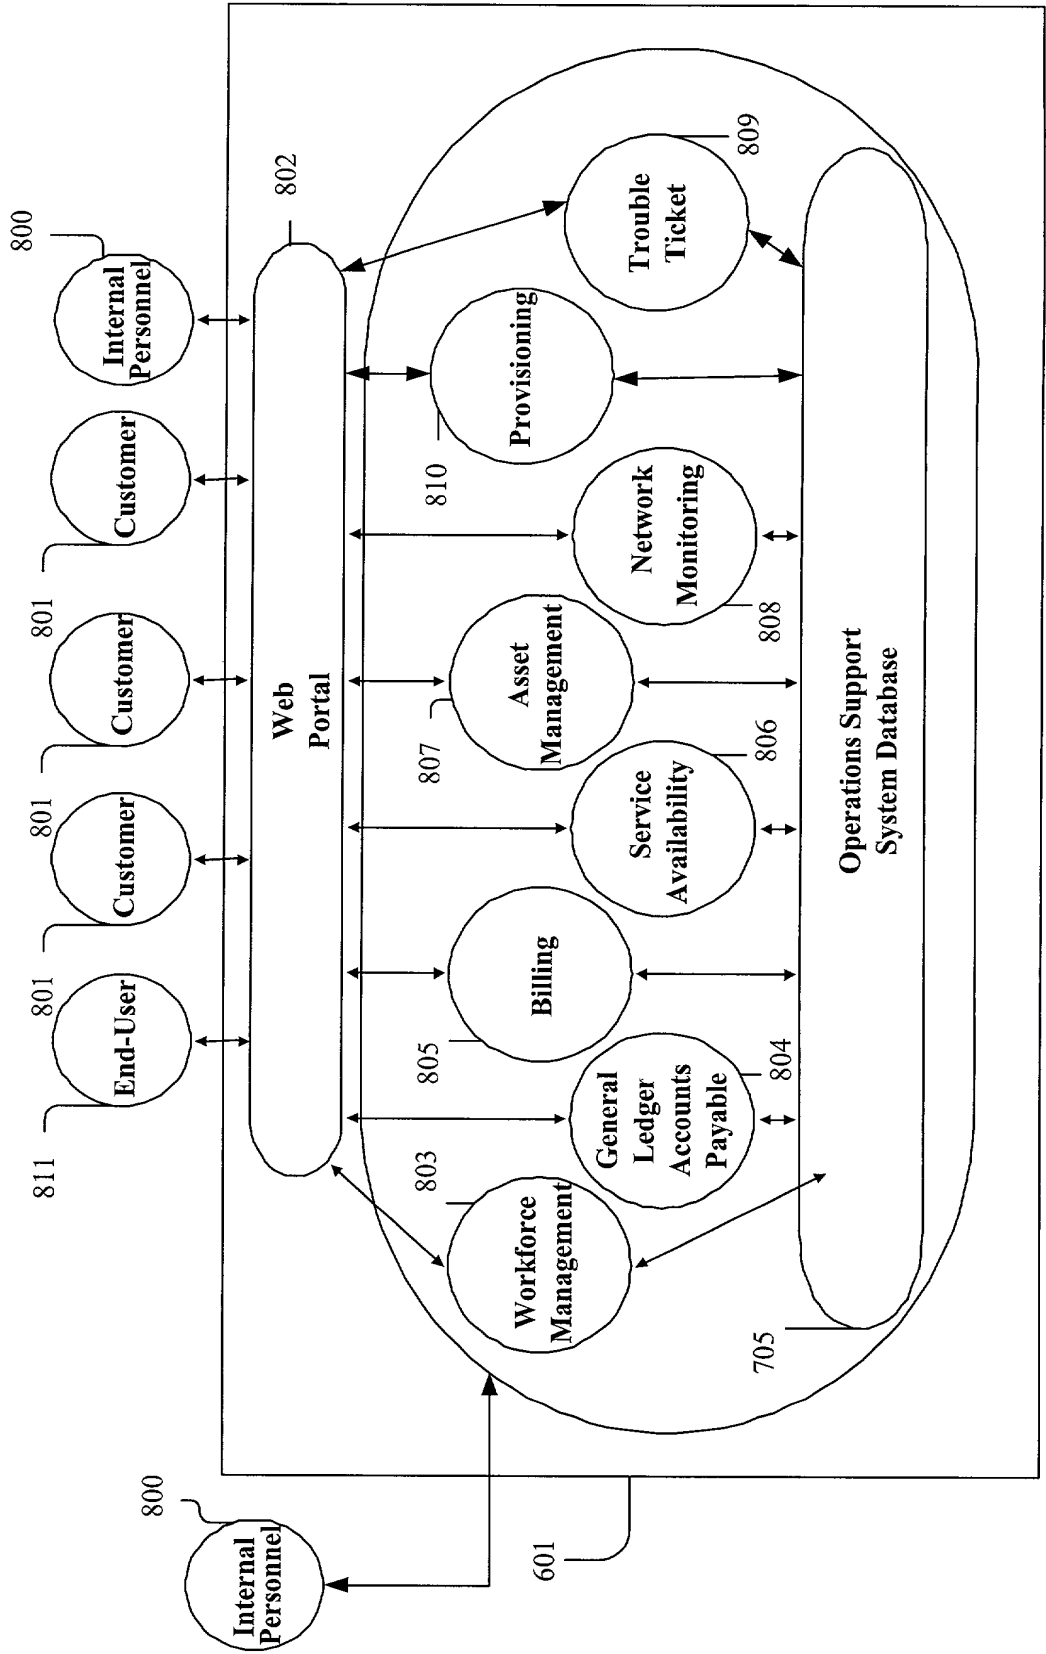 811
End-User
801
Customer
801
Customer
801
Customer
800
Internal
Personnel
800
Internal
Personnel
802
Web
Portal
803
Workforce
Management
General
Ledger
Accounts
Payable
804
805
Billing
Service
Availability
806
807
Asset
Management
Network
Monitoring
808
810
Provisioning
Trouble
Ticket
809
705
Operations Support
System Database
601